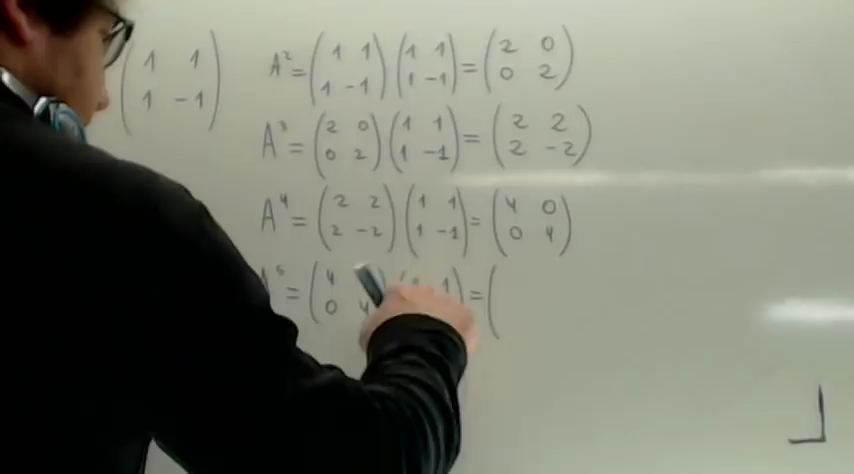 ( 1 1 ; 1 -1 )
A² = ( 1 1 ; 1 -1 ) ( 1 1 ; 1 -1 ) = ( 2 0 ; 0 2 )
A³ = ( 2 0 ; 0 2 ) ( 1 1 ; 1 -1 ) = ( 2 2 ; 2 -2 )
A⁴ = ( 2 2 ; 2 -2 ) ( 1 1 ; 1 -1 ) = ( 4 0 ; 0 4 )
A⁵ = ( 4 ; 0 4 ) ( 1 ) = (